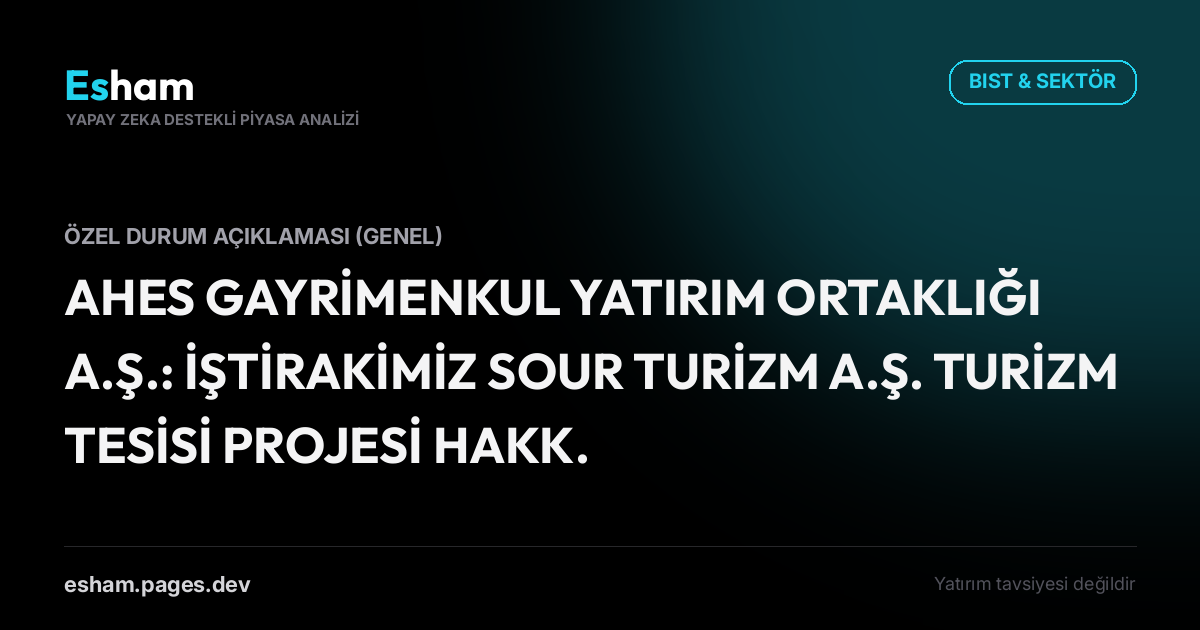 Esham
YAPAY ZEKA DESTEKLİ PİYASA ANALİZİ
BIST & SEKTÖR
ÖZEL DURUM AÇIKLAMASI (GENEL)
AHES GAYRİMENKUL YATIRIM ORTAKLIĞI
A.Ş.: İŞTİRAKİMİZ SOUR TURİZM A.Ş. TURİZM
TESİSİ PROJESİ HAKK.
esham.pages.dev
Yatırım tavsiyesi değildir